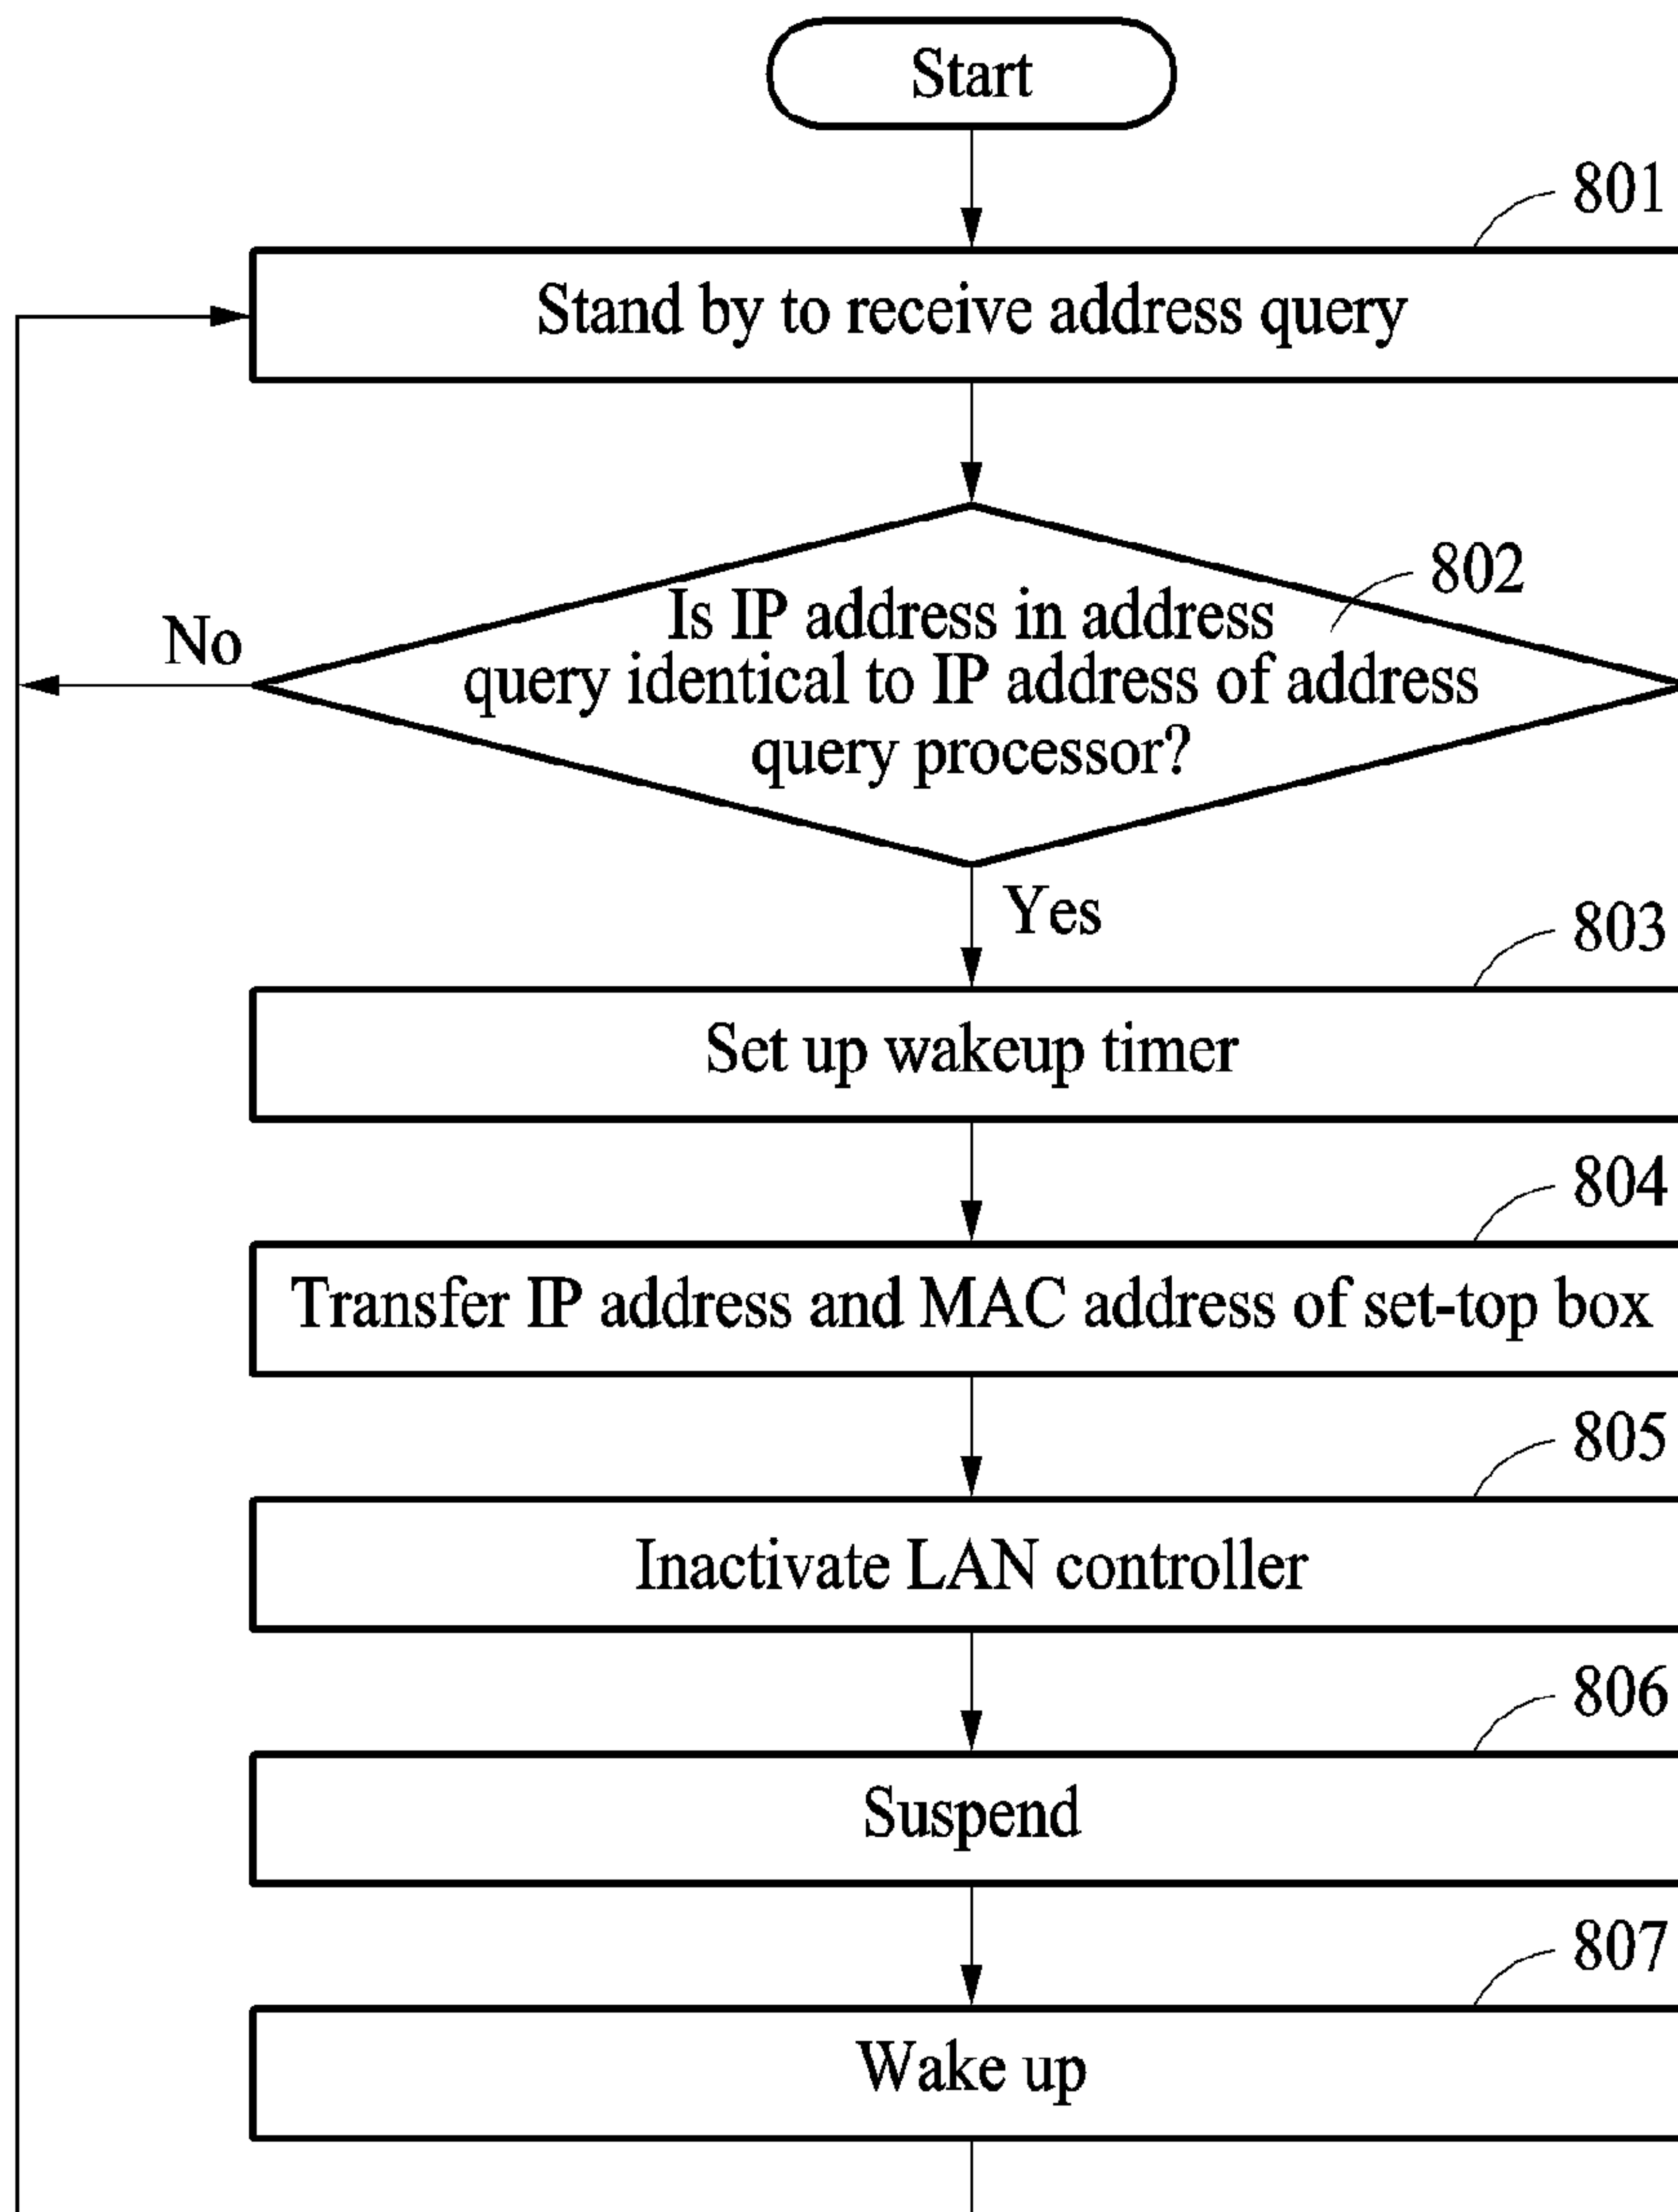 Start
801
Stand by to receive address query
802
Is IP address in address
query identical to IP address of address
query processor?
No
Yes
803
Set up wakeup timer
804
Transfer IP address and MAC address of set-top box
805
Inactivate LAN controller
806
Suspend
807
Wake up